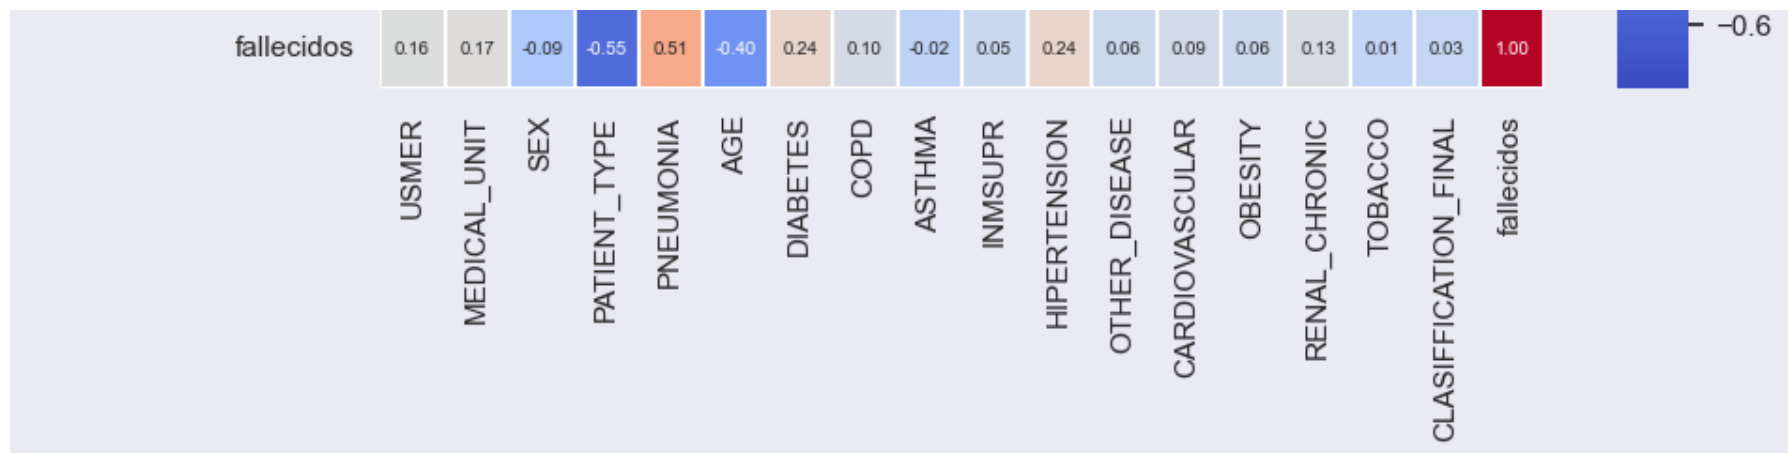 −0.6
fallecidos 0.16 0.17 -0.09 -0.55 0.51 -0.40 0.24 0.10 -0.02 0.05 0.24 0.06 0.09 0.06 0.13 0.01 0.03 1.00
USMER
MEDICAL_UNIT
SEX
PATIENT_TYPE
PNEUMONIA
AGE
DIABETES
COPD
ASTHMA
INMSUPR
HIPERTENSION
OTHER_DISEASE
CARDIOVASCULAR
OBESITY
RENAL_CHRONIC
TOBACCO
CLASIFFICATION_FINAL
fallecidos